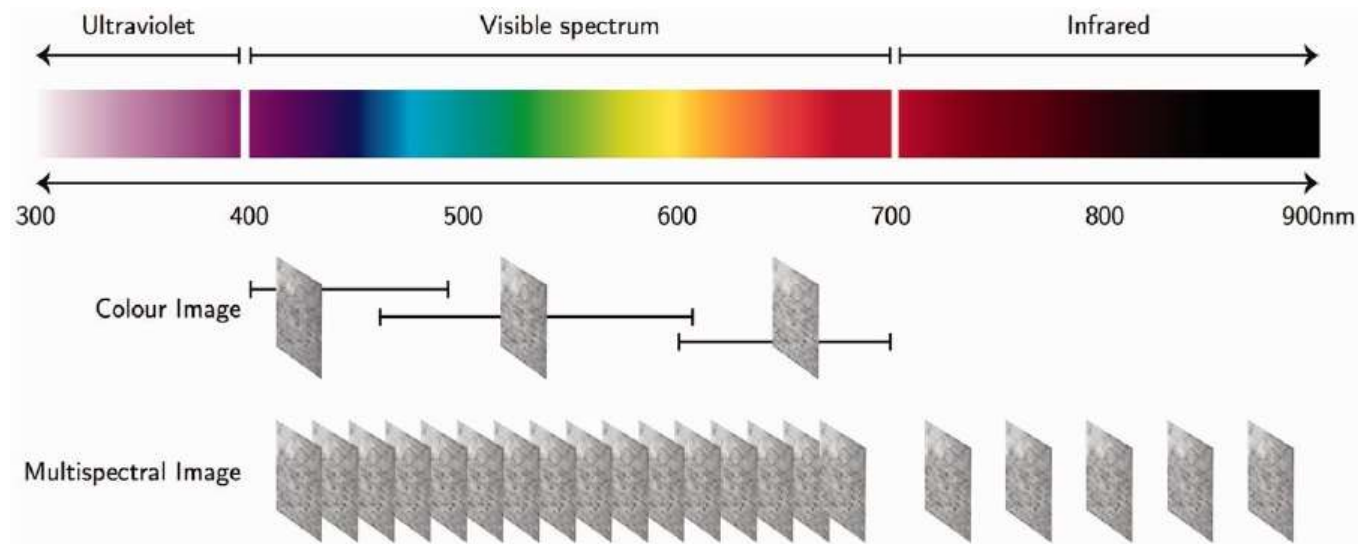 Ultraviolet Visible spectrum Infrared
300 400 500 600 700 800 900nm
Colour Image
Multispectral Image